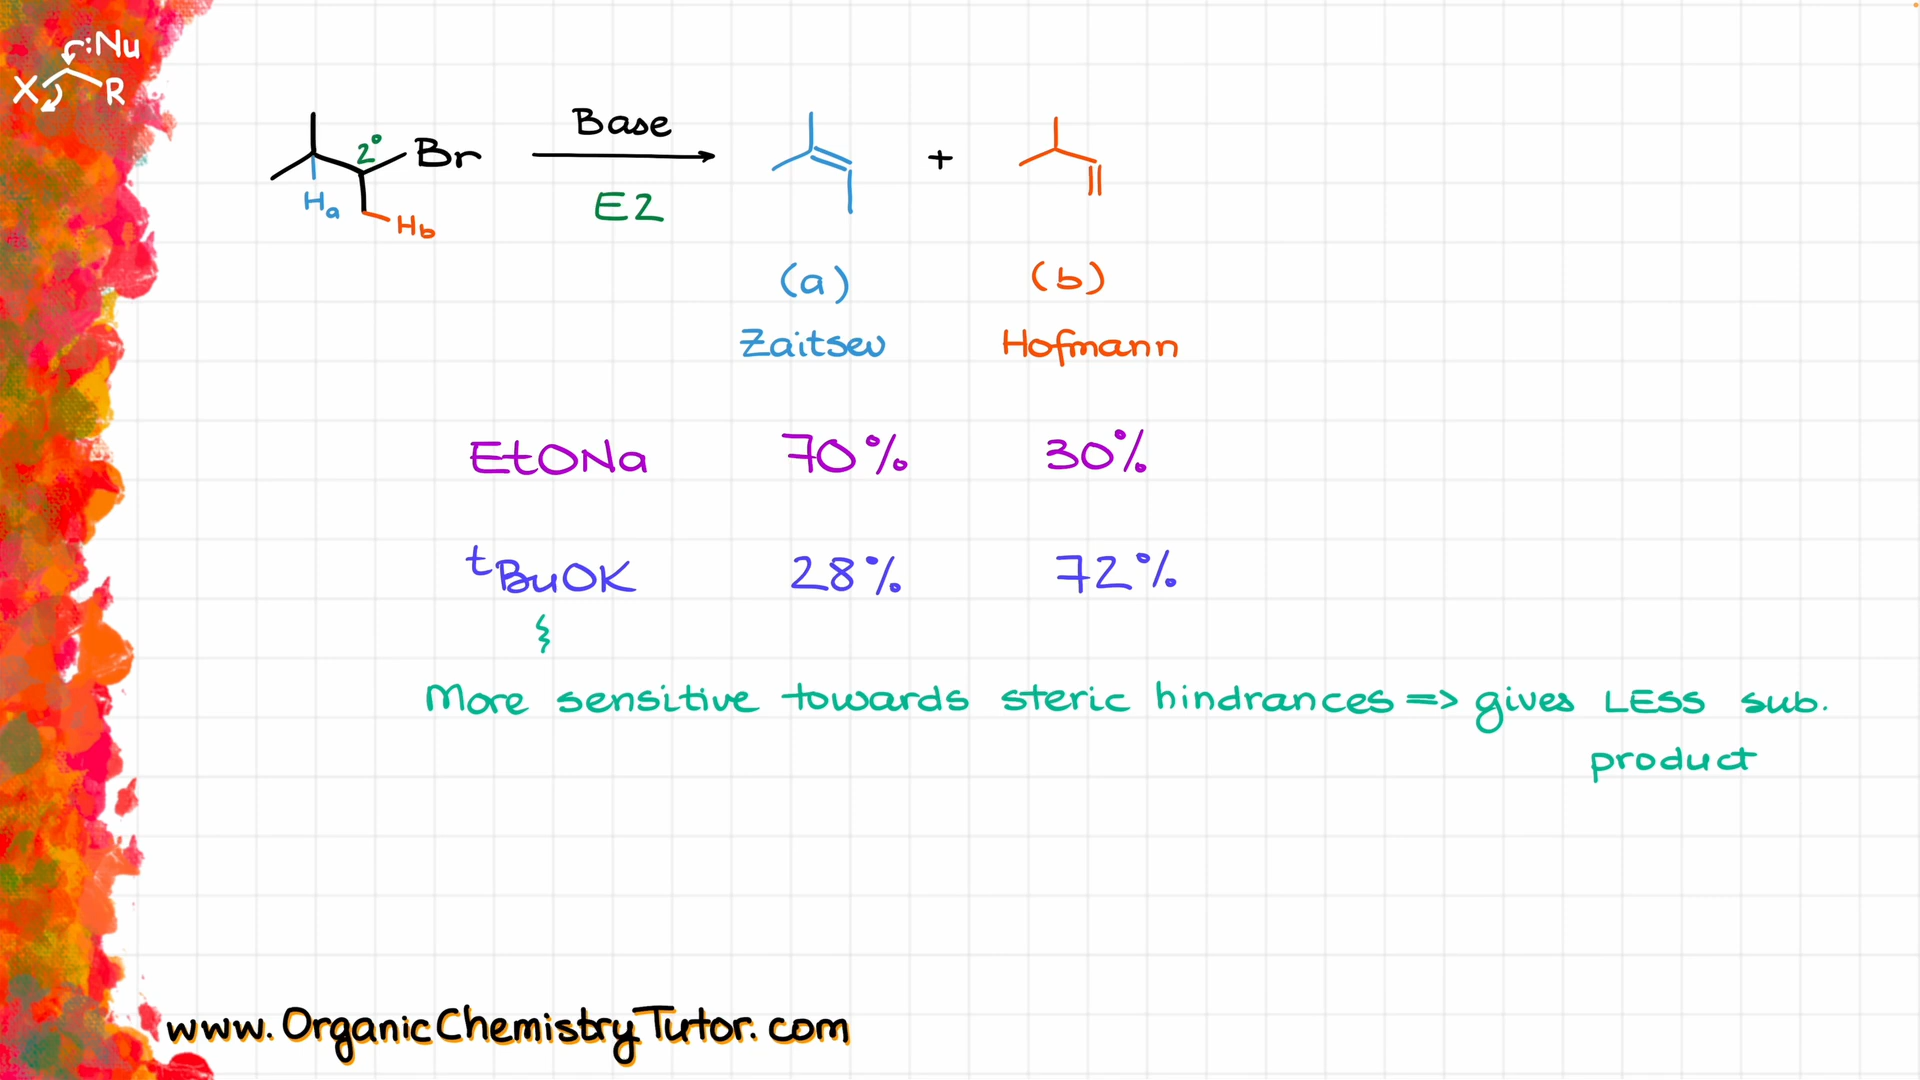 :Nu
X R
Base
2° Br
+
Ha
E2
Hb
(a) (b)
Zaitsev Hofmann
EtONa 70% 30%
tBuOK 28% 72%
More sensitive towards steric hindrances => gives LESS sub.
product
www.OrganicChemistryTutor.com